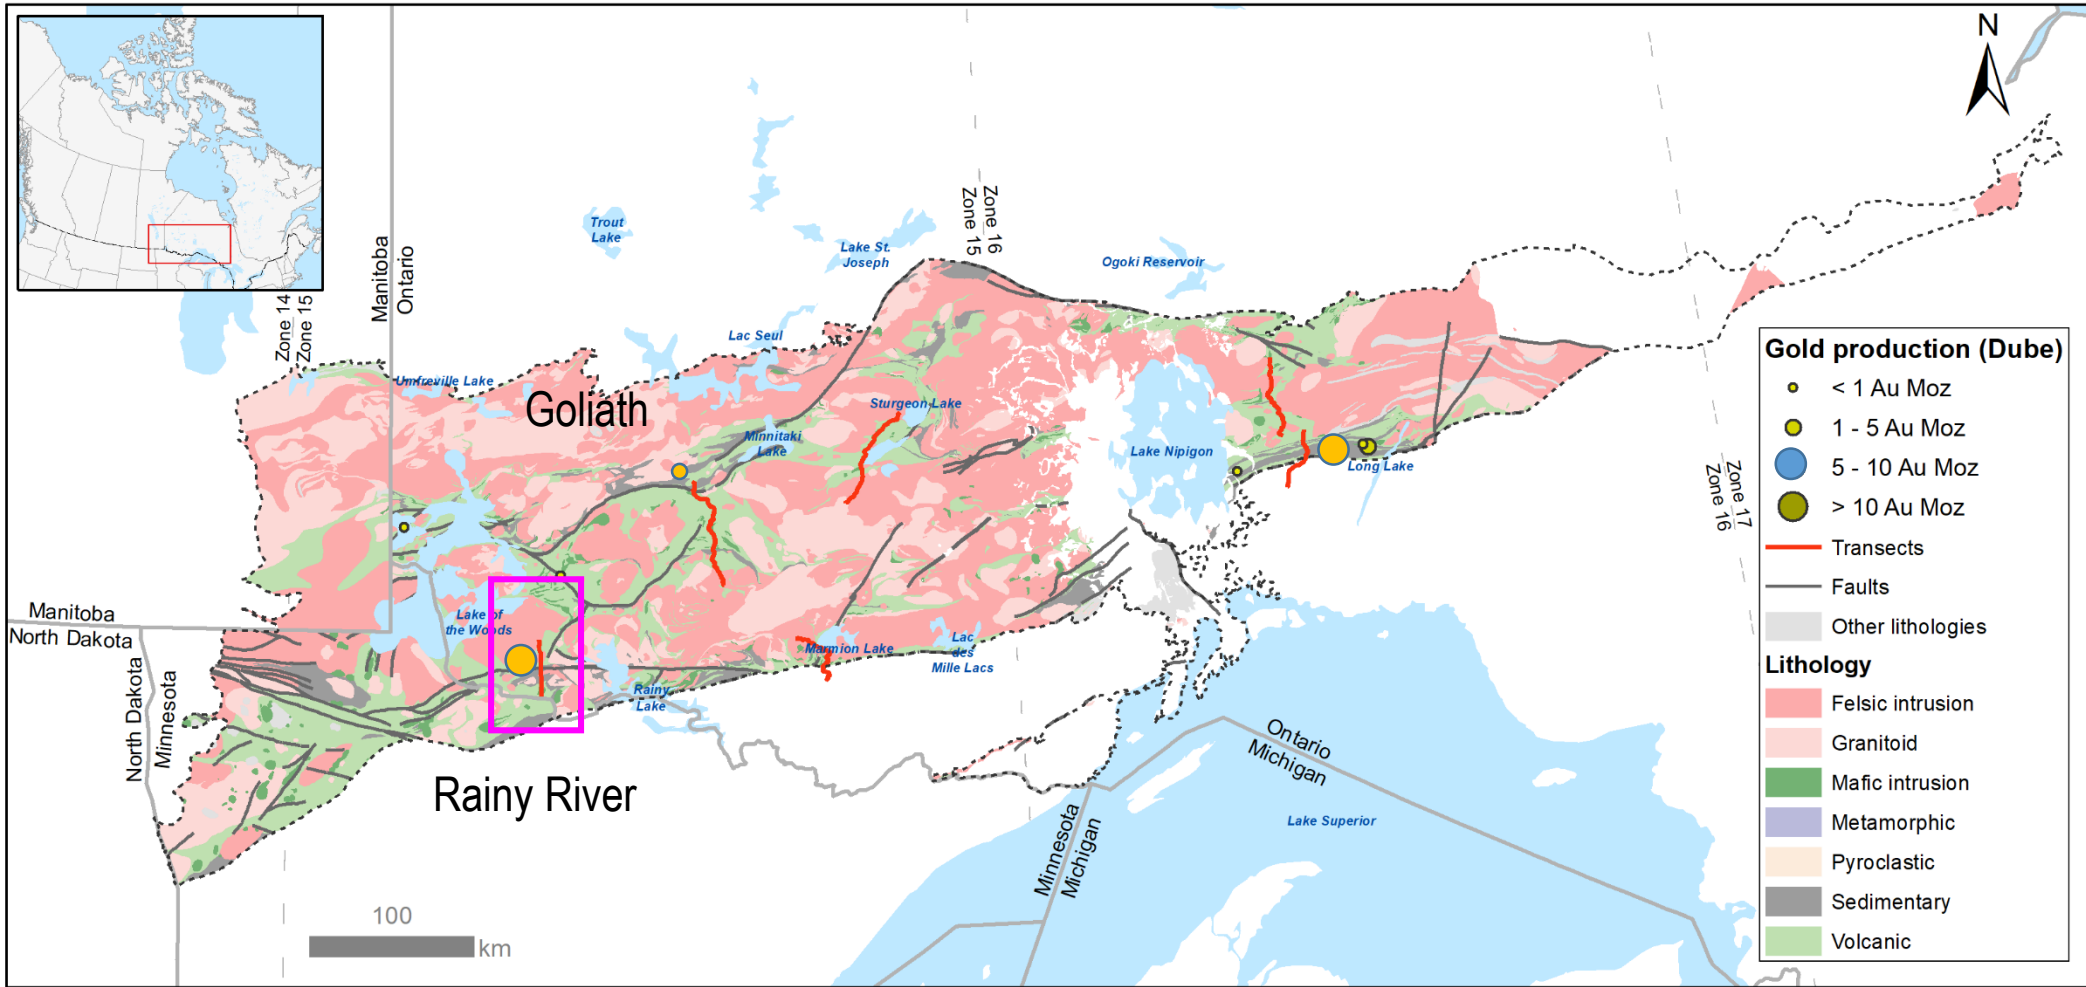 N
Manitoba
Ontario
Zone 14
Zone 15
Zone 15
Zone 16
Trout
Lake
Lake St.
Joseph
Ogoki Reservoir
Lac Seul
Umfreville Lake
Goliath
Sturgeon Lake
Minnitaki
Lake
Lake Nipigon
Long Lake
Zone 17
Zone 16
Gold production (Dube)
< 1 Au Moz
1 - 5 Au Moz
5 - 10 Au Moz
> 10 Au Moz
Transects
Faults
Other lithologies
Lithology
Felsic intrusion
Granitoid
Mafic intrusion
Metamorphic
Pyroclastic
Sedimentary
Volcanic
Manitoba
North Dakota
North Dakota
Minnesota
Lake of
the Woods
Marmion Lake
Lac
des
Mille Lacs
Rainy
Lake
Rainy River
Ontario
Michigan
Minnesota
Michigan
Lake Superior
100
km